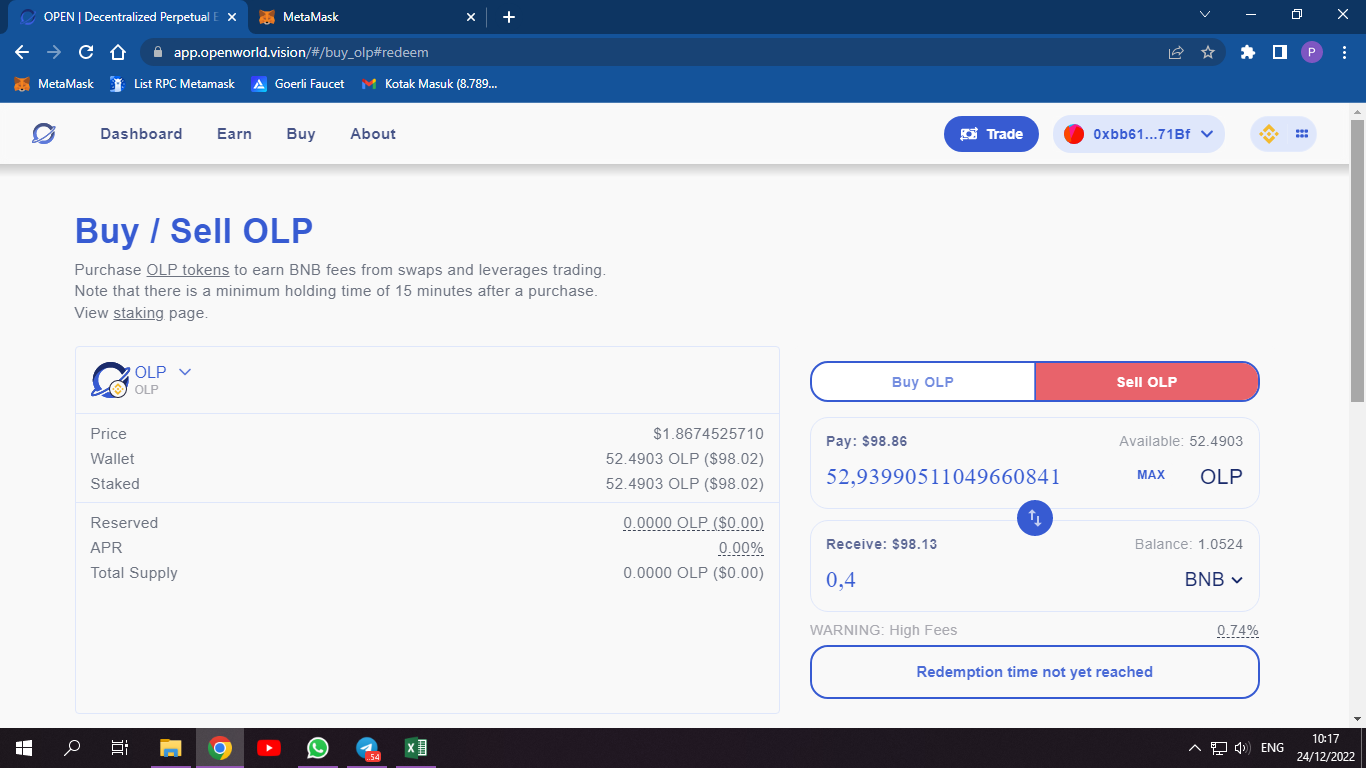 OPEN | Decentralized Perpetual E
MetaMask
app.openworld.vision/#/buy_olp#redeem
P
MetaMask
List RPC Metamask
Goerli Faucet
Kotak Masuk (8.789...
Dashboard
Earn
Buy
About
Trade
0xbb61...71Bf
Buy / Sell OLP
Purchase OLP tokens to earn BNB fees from swaps and leverages trading.
Note that there is a minimum holding time of 15 minutes after a purchase.
View staking page.
OLP
OLP
Price $1.8674525710
Wallet 52.4903 OLP ($98.02)
Staked 52.4903 OLP ($98.02)
Reserved 0.0000 OLP ($0.00)
APR 0.00%
Total Supply 0.0000 OLP ($0.00)
Buy OLP
Sell OLP
Pay: $98.86 Available: 52.4903
52,93990511049660841 MAX OLP
Receive: $98.13 Balance: 1.0524
0,4 BNB
WARNING: High Fees 0.74%
Redemption time not yet reached
.54
ENG
10:17
24/12/2022